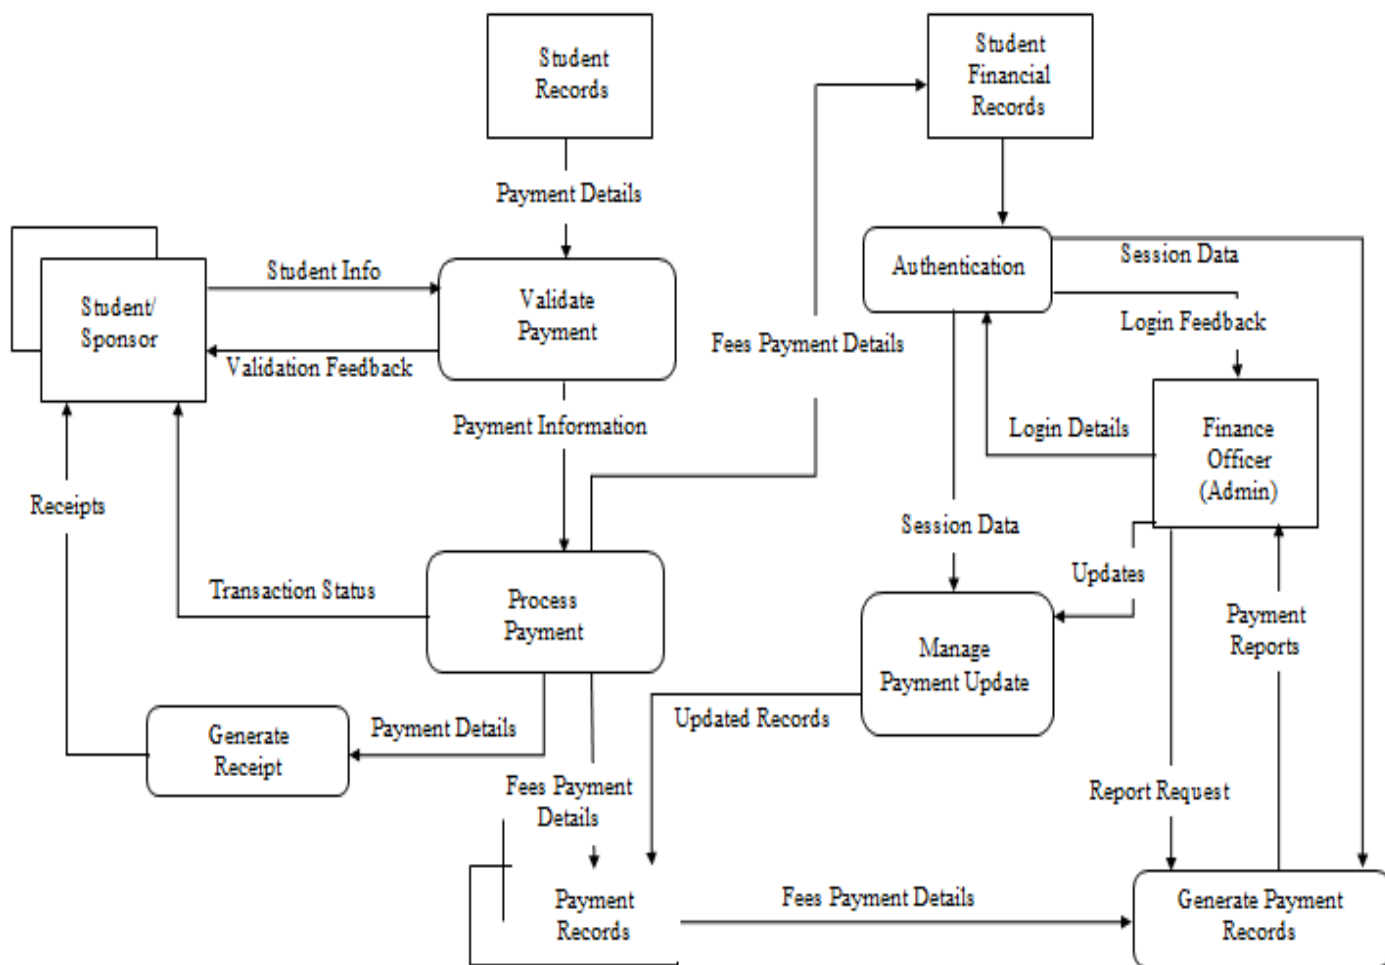 Student
Records
Student
Financial
Records
Payment Details
Student Info
Student/
Sponsor
Validate
Payment
Validation Feedback
Authentication
Session Data
Login Feedback
Fees Payment Details
Payment Information
Login Details
Finance
Officer
(Admin)
Receipts
Session Data
Updates
Transaction Status
Process
Payment
Payment
Reports
Manage
Payment Update
Updated Records
Payment Details
Generate
Receipt
Fees Payment
Details
Report Request
Payment
Records
Fees Payment Details
Generate Payment
Records